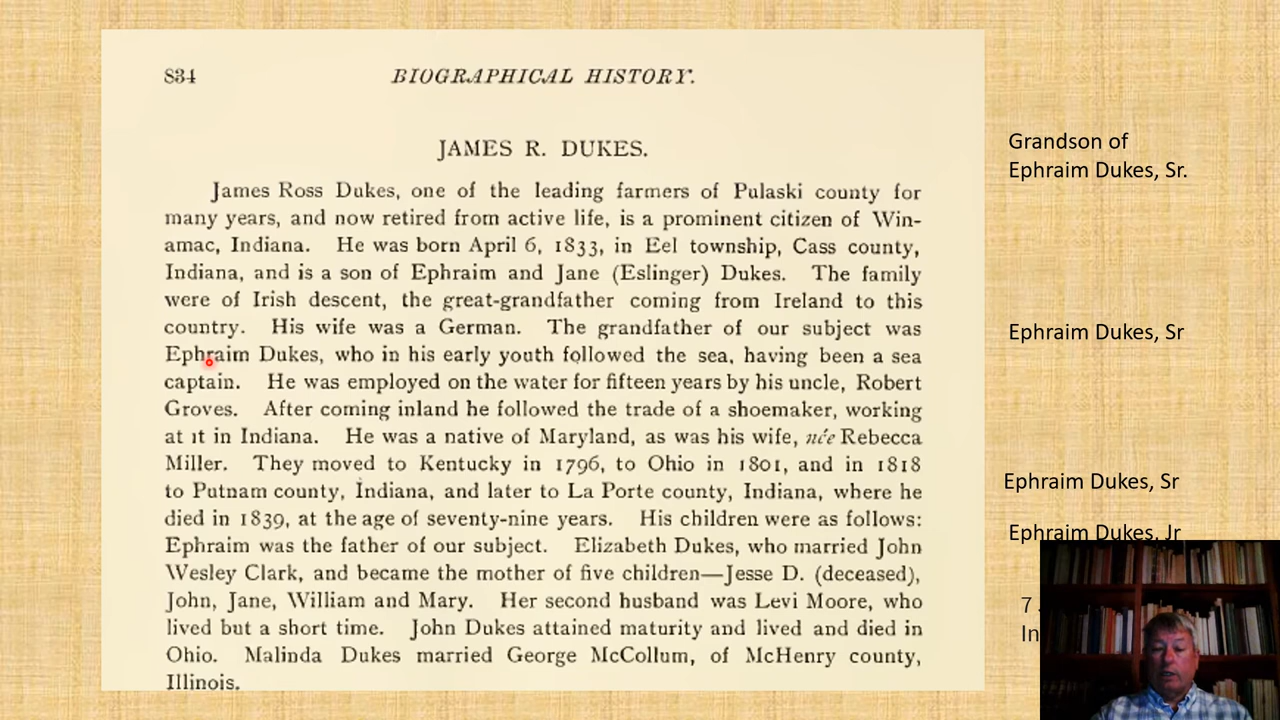 834
BIOGRAPHICAL HISTORY.
JAMES R. DUKES.
James Ross Dukes, one of the leading farmers of Pulaski county for
many years, and now retired from active life, is a prominent citizen of Win-
amac, Indiana. He was born April 6, 1833, in Eel township, Cass county,
Indiana, and is a son of Ephraim and Jane (Eslinger) Dukes. The family
were of Irish descent, the great-grandfather coming from Ireland to this
country. His wife was a German. The grandfather of our subject was
Ephraim Dukes, who in his early youth followed the sea, having been a sea
captain. He was employed on the water for fifteen years by his uncle, Robert
Groves. After coming inland he followed the trade of a shoemaker, working
at it in Indiana. He was a native of Maryland, as was his wife, née Rebecca
Miller. They moved to Kentucky in 1796, to Ohio in 1801, and in 1818
to Putnam county, Indiana, and later to La Porte county, Indiana, where he
died in 1839, at the age of seventy-nine years. His children were as follows:
Ephraim was the father of our subject. Elizabeth Dukes, who married John
Wesley Clark, and became the mother of five children—Jesse D. (deceased),
John, Jane, William and Mary. Her second husband was Levi Moore, who
lived but a short time. John Dukes attained maturity and lived and died in
Ohio. Malinda Dukes married George McCollum, of McHenry county,
Illinois.
Grandson of
Ephraim Dukes, Sr.
Ephraim Dukes, Sr
Ephraim Dukes, Sr
Ephraim Dukes, Jr
7
In